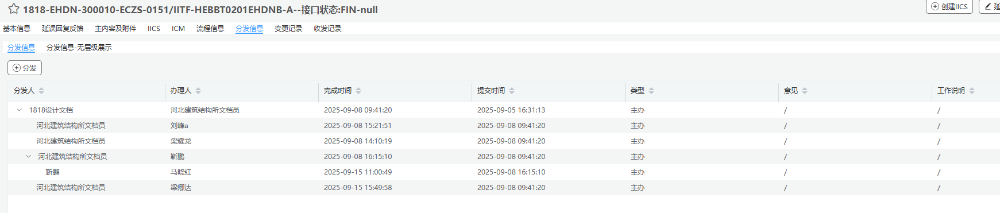 1818-EHDN-300010-ECZS-0151/IITF-HEBBT0201EHDNB-A--接口状态:FIN-null
创建IICS 延
基本信息 延误回复反馈 主内容及附件 IICS ICM 流程信息 分发信息 变更记录 收发记录
分发信息 分发信息-无层级展示
分发
分发人 办理人 完成时间 提交时间 类型 意见 工作说明
1818设计文档 河北建筑结构所文档员 2025-09-08 09:41:20 2025-09-05 16:31:13 主办 / /
河北建筑结构所文档员 刘峰a 2025-09-08 15:21:51 2025-09-08 09:41:20 主办 / /
河北建筑结构所文档员 梁耀龙 2025-09-08 14:10:19 2025-09-08 09:41:20 主办 / /
河北建筑结构所文档员 靳鹏 2025-09-08 16:15:10 2025-09-08 09:41:20 主办 / /
靳鹏 马晓红 2025-09-15 11:00:49 2025-09-08 16:15:10 主办 / /
河北建筑结构所文档员 梁卿达 2025-09-15 15:49:58 2025-09-08 09:41:20 主办 / /